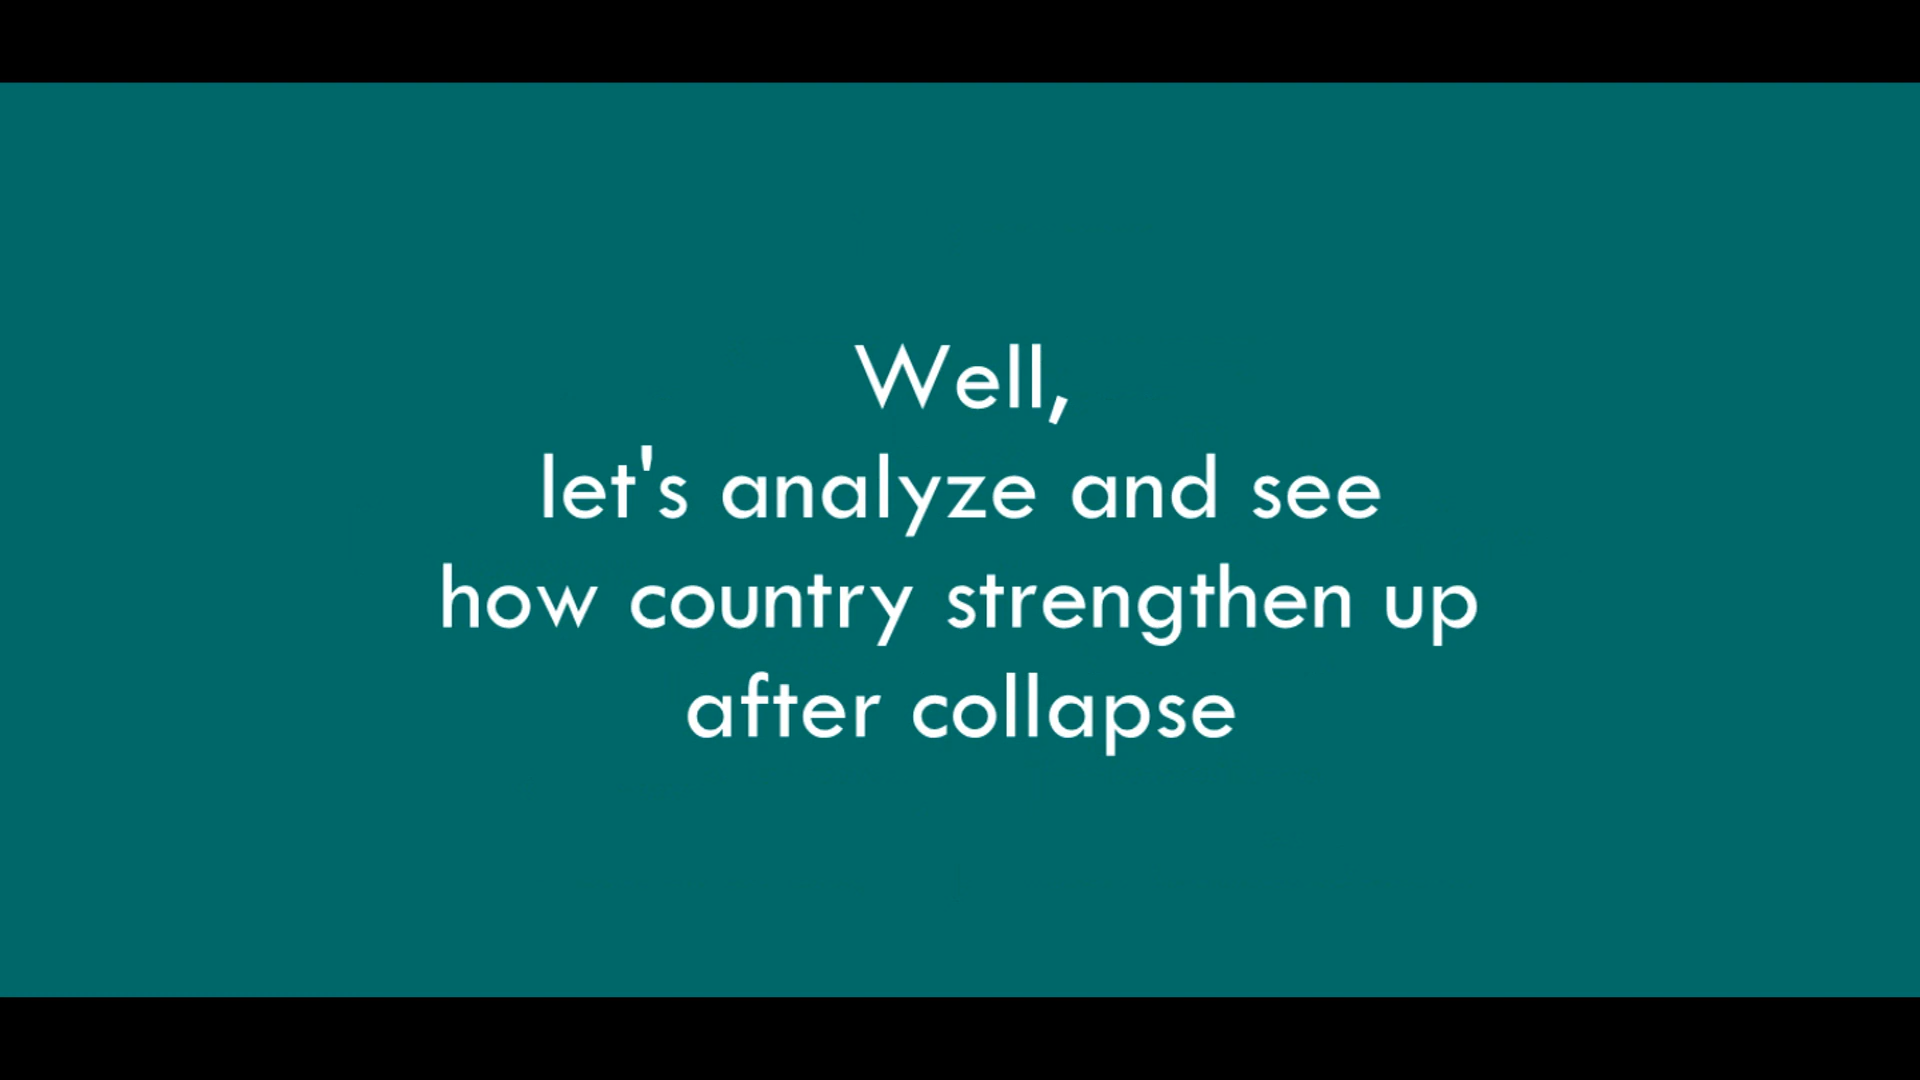 Well,
let's analyze and see
how country strengthen up
after collapse